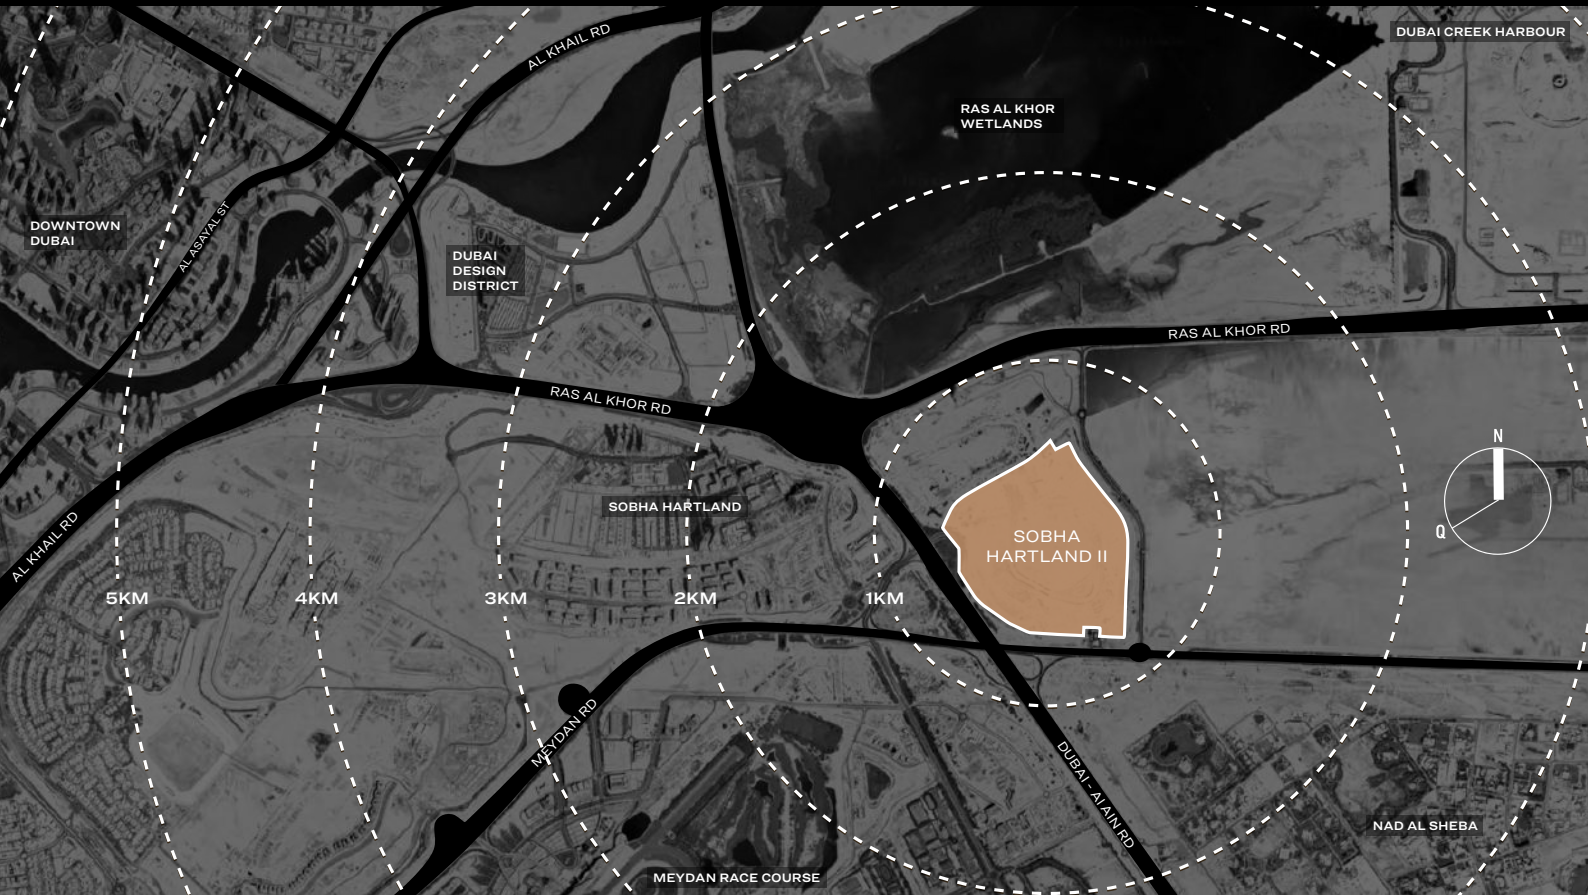 DUBAI CREEK HARBOUR
AL KHAIL RD
RAS AL KHOR
WETLANDS
DOWNTOWN
DUBAI
AL ASAYAL ST
DUBAI
DESIGN
DISTRICT
RAS AL KHOR RD
RAS AL KHOR RD
N
Q
SOBHA HARTLAND
SOBHA
HARTLAND II
AL KHAIL RD
5KM
4KM
3KM
2KM
1KM
MEYDAN RD
DUBAI - Al AIN RD
NAD AL SHEBA
MEYDAN RACE COURSE